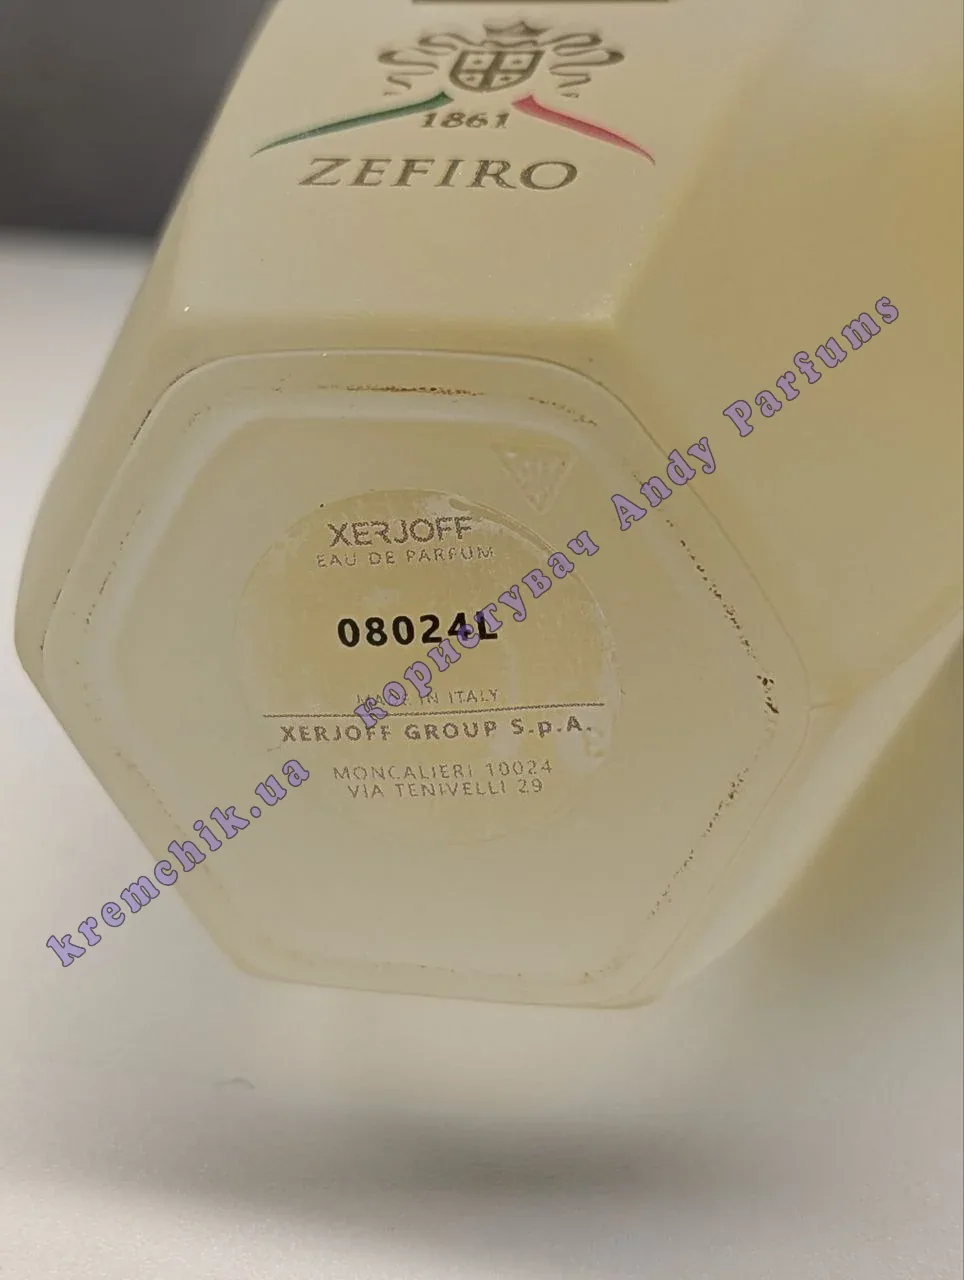 1861
ZEFIRO
XERJOFF
EAU DE PARFUM
08024L
MADE IN ITALY
XERJOFF GROUP S.p.A.
MONCALIERI 10024
VIA TENIVELLI 29
kremchik.ua користувач Andy Parfums